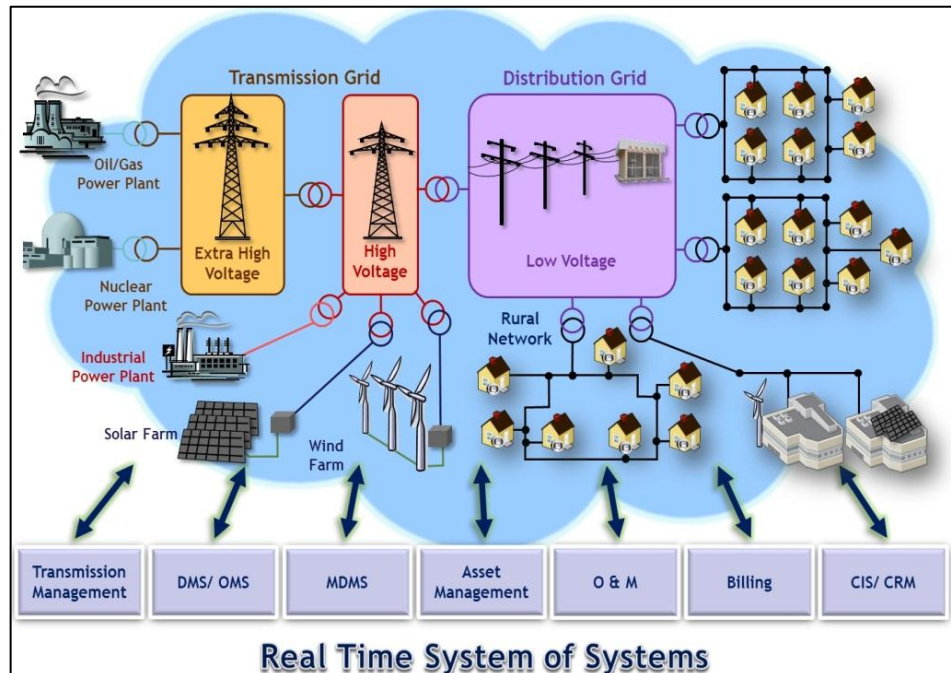 Transmission Grid
Distribution Grid
Oil/Gas
Power Plant
Extra High
Voltage
High
Voltage
Low Voltage
Nuclear
Power Plant
Rural
Network
Industrial
Power Plant
Solar Farm
Wind
Farm
Transmission
Management
DMS/ OMS
MDMS
Asset
Management
O & M
Billing
CIS/ CRM
Real Time System of Systems